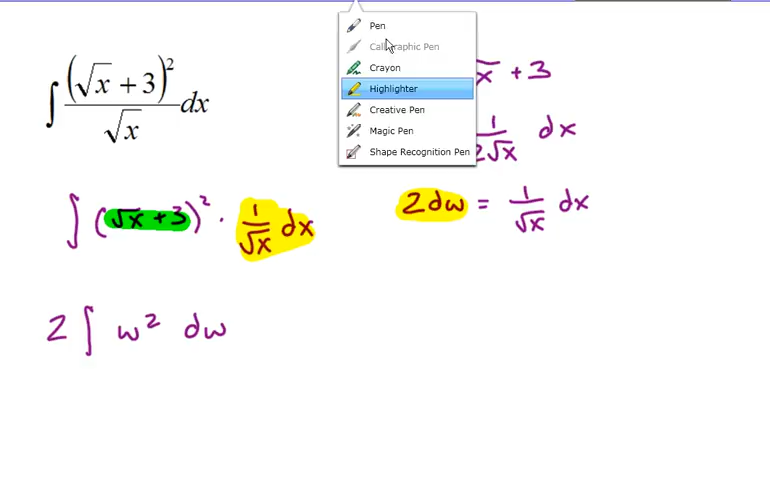 ∫ (√x + 3)² / √x dx
Pen
Calligraphic Pen
Crayon
Highlighter
Creative Pen
Magic Pen
Shape Recognition Pen
x + 3
1 / 2√x dx
∫ (√x + 3)² · 1/√x dx
2dw = 1/√x dx
2 ∫ w² dw